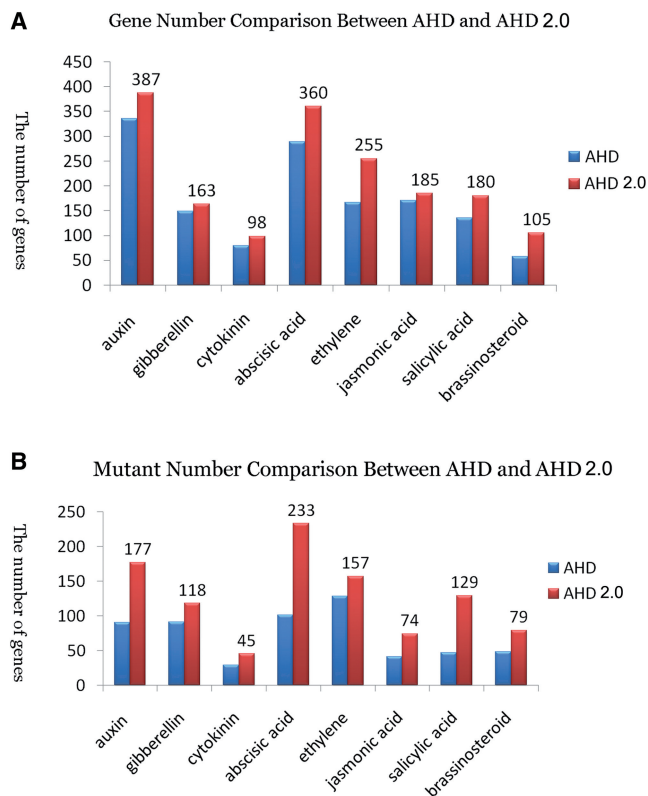 A
Gene Number Comparison Between AHD and AHD 2.0
The number of genes
450
400
350
300
250
200
150
100
50
0
387
163
98
360
255
185
180
105
auxin
gibberellin
cytokinin
abscisic acid
ethylene
jasmonic acid
salicylic acid
brassinosteroid
AHD
AHD 2.0
B
Mutant Number Comparison Between AHD and AHD 2.0
The number of genes
250
200
150
100
50
0
177
118
45
233
157
74
129
79
auxin
gibberellin
cytokinin
abscisic acid
ethylene
jasmonic acid
salicylic acid
brassinosteroid
AHD
AHD 2.0